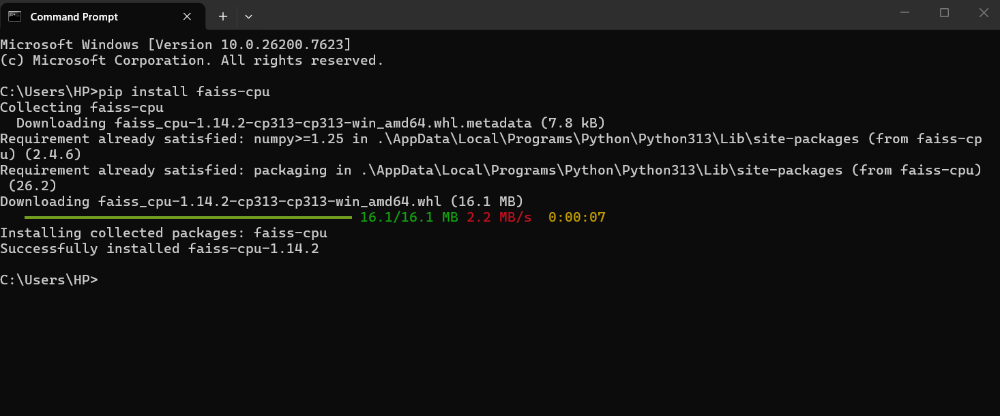 Command Prompt
Microsoft Windows [Version 10.0.26200.7623]
(c) Microsoft Corporation. All rights reserved.
C:\Users\HP>pip install faiss-cpu
Collecting faiss-cpu
  Downloading faiss_cpu-1.14.2-cp313-cp313-win_amd64.whl.metadata (7.8 kB)
Requirement already satisfied: numpy>=1.25 in .\AppData\Local\Programs\Python\Python313\Lib\site-packages (from faiss-cp
u) (2.4.6)
Requirement already satisfied: packaging in .\AppData\Local\Programs\Python\Python313\Lib\site-packages (from faiss-cpu)
 (26.2)
Downloading faiss_cpu-1.14.2-cp313-cp313-win_amd64.whl (16.1 MB)
16.1/16.1 MB 2.2 MB/s  0:00:07
Installing collected packages: faiss-cpu
Successfully installed faiss-cpu-1.14.2
C:\Users\HP>